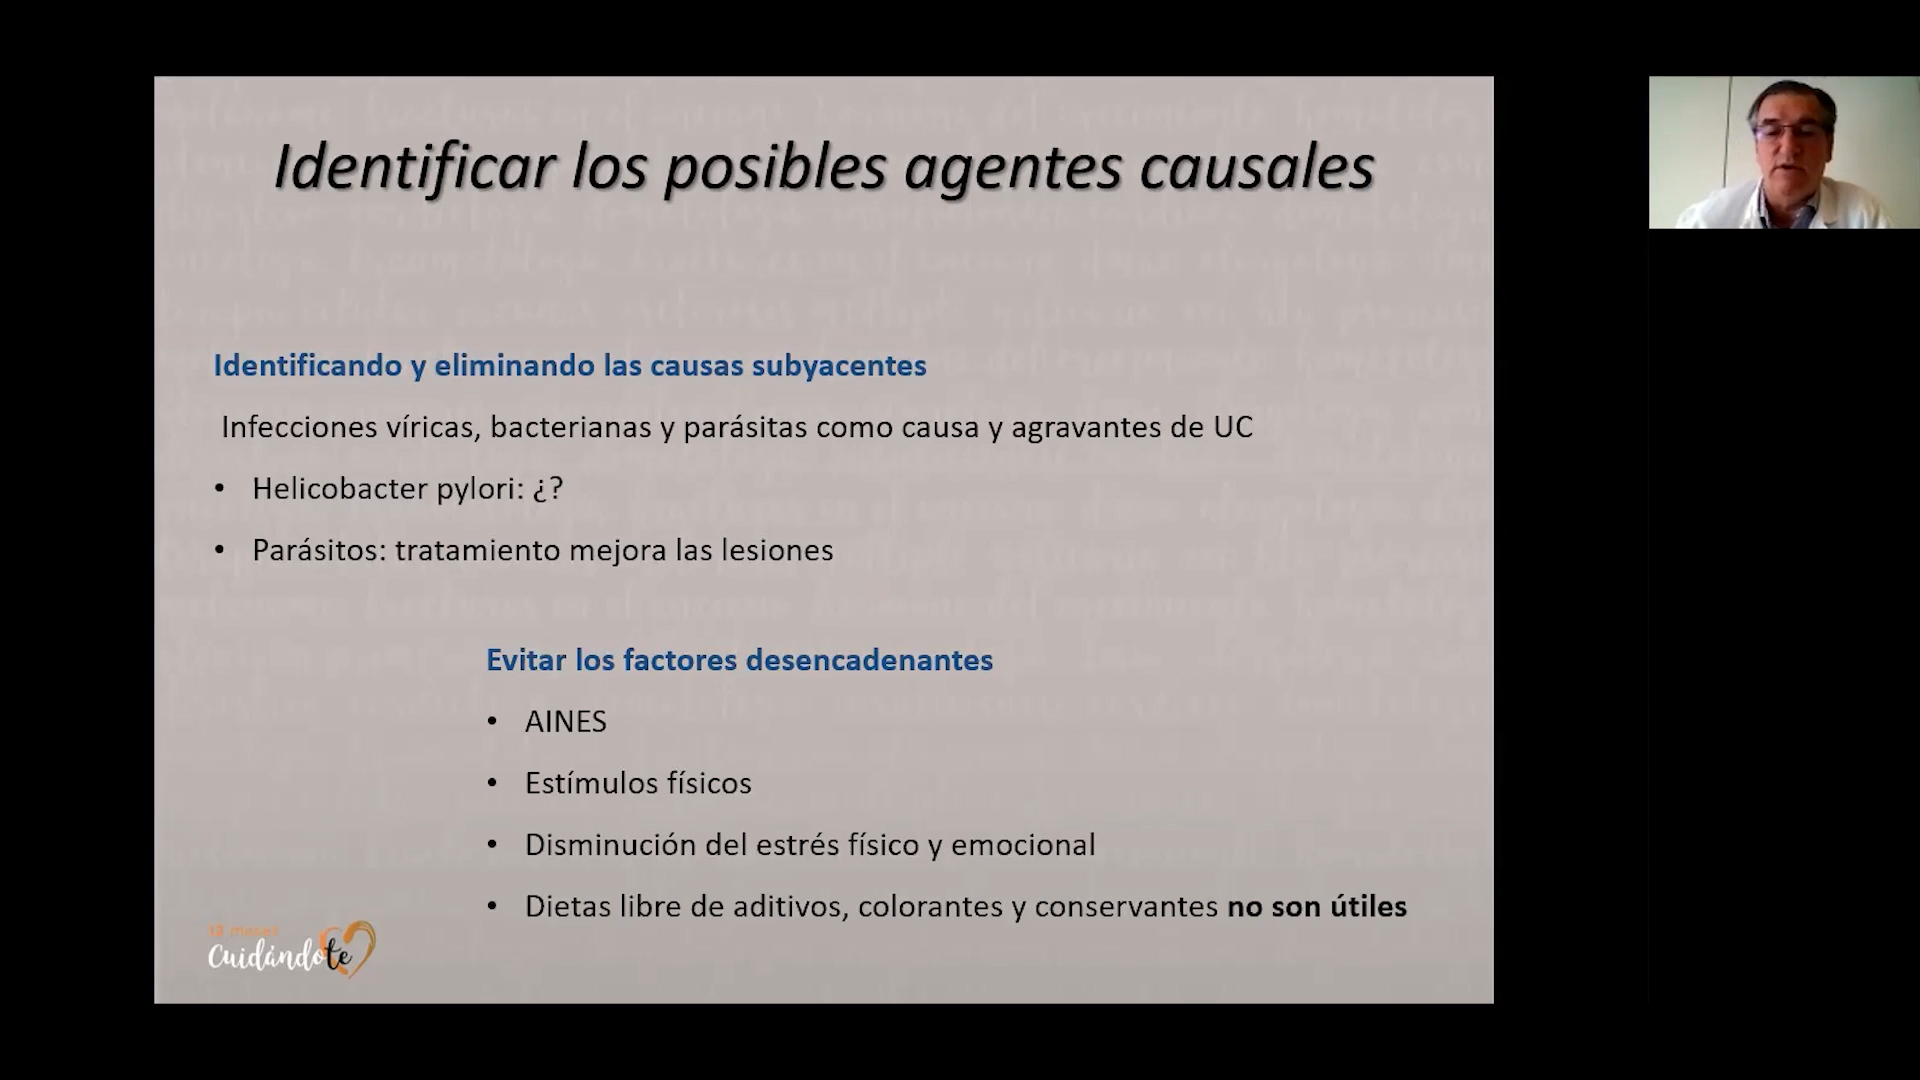 Identificar los posibles agentes causales
Identificando y eliminando las causas subyacentes
Infecciones víricas, bacterianas y parásitas como causa y agravantes de UC
• Helicobacter pylori: ¿?
• Parásitos: tratamiento mejora las lesiones
Evitar los factores desencadenantes
• AINES
• Estímulos físicos
• Disminución del estrés físico y emocional
• Dietas libre de aditivos, colorantes y conservantes no son útiles
meses
Cuidándote